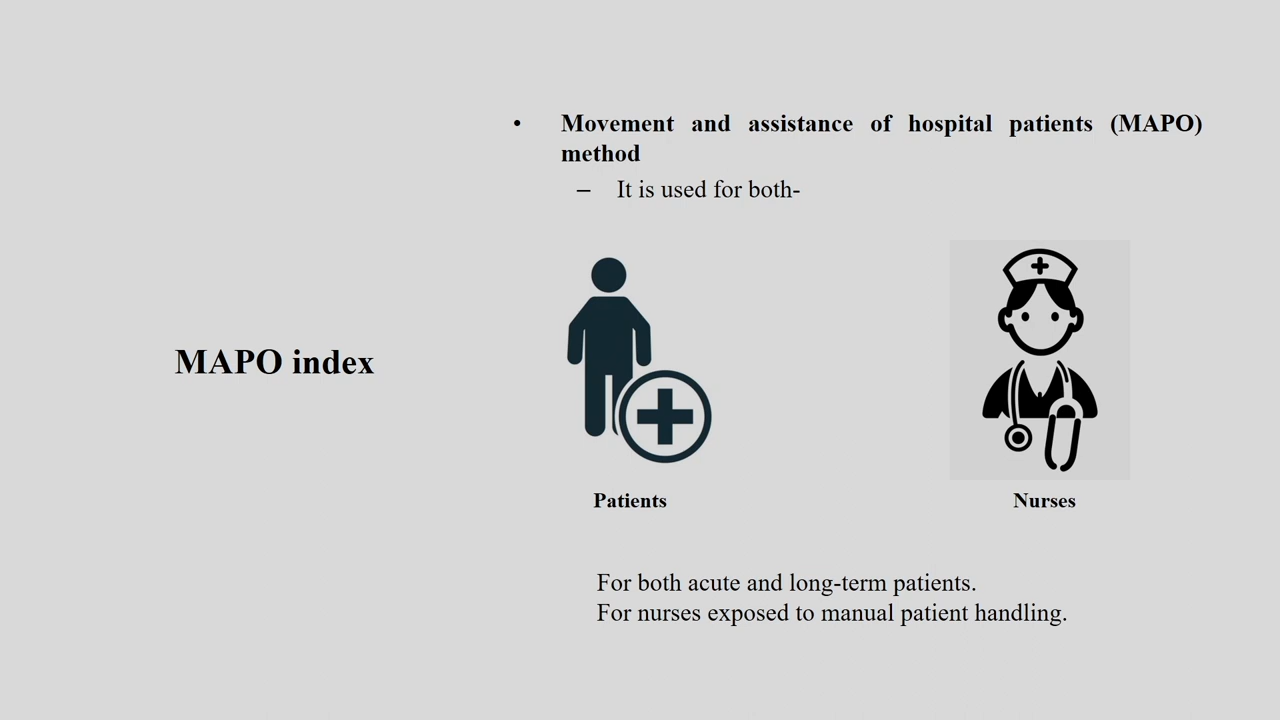 MAPO index
• Movement and assistance of hospital patients (MAPO)
method
– It is used for both-
Patients
Nurses
For both acute and long-term patients.
For nurses exposed to manual patient handling.